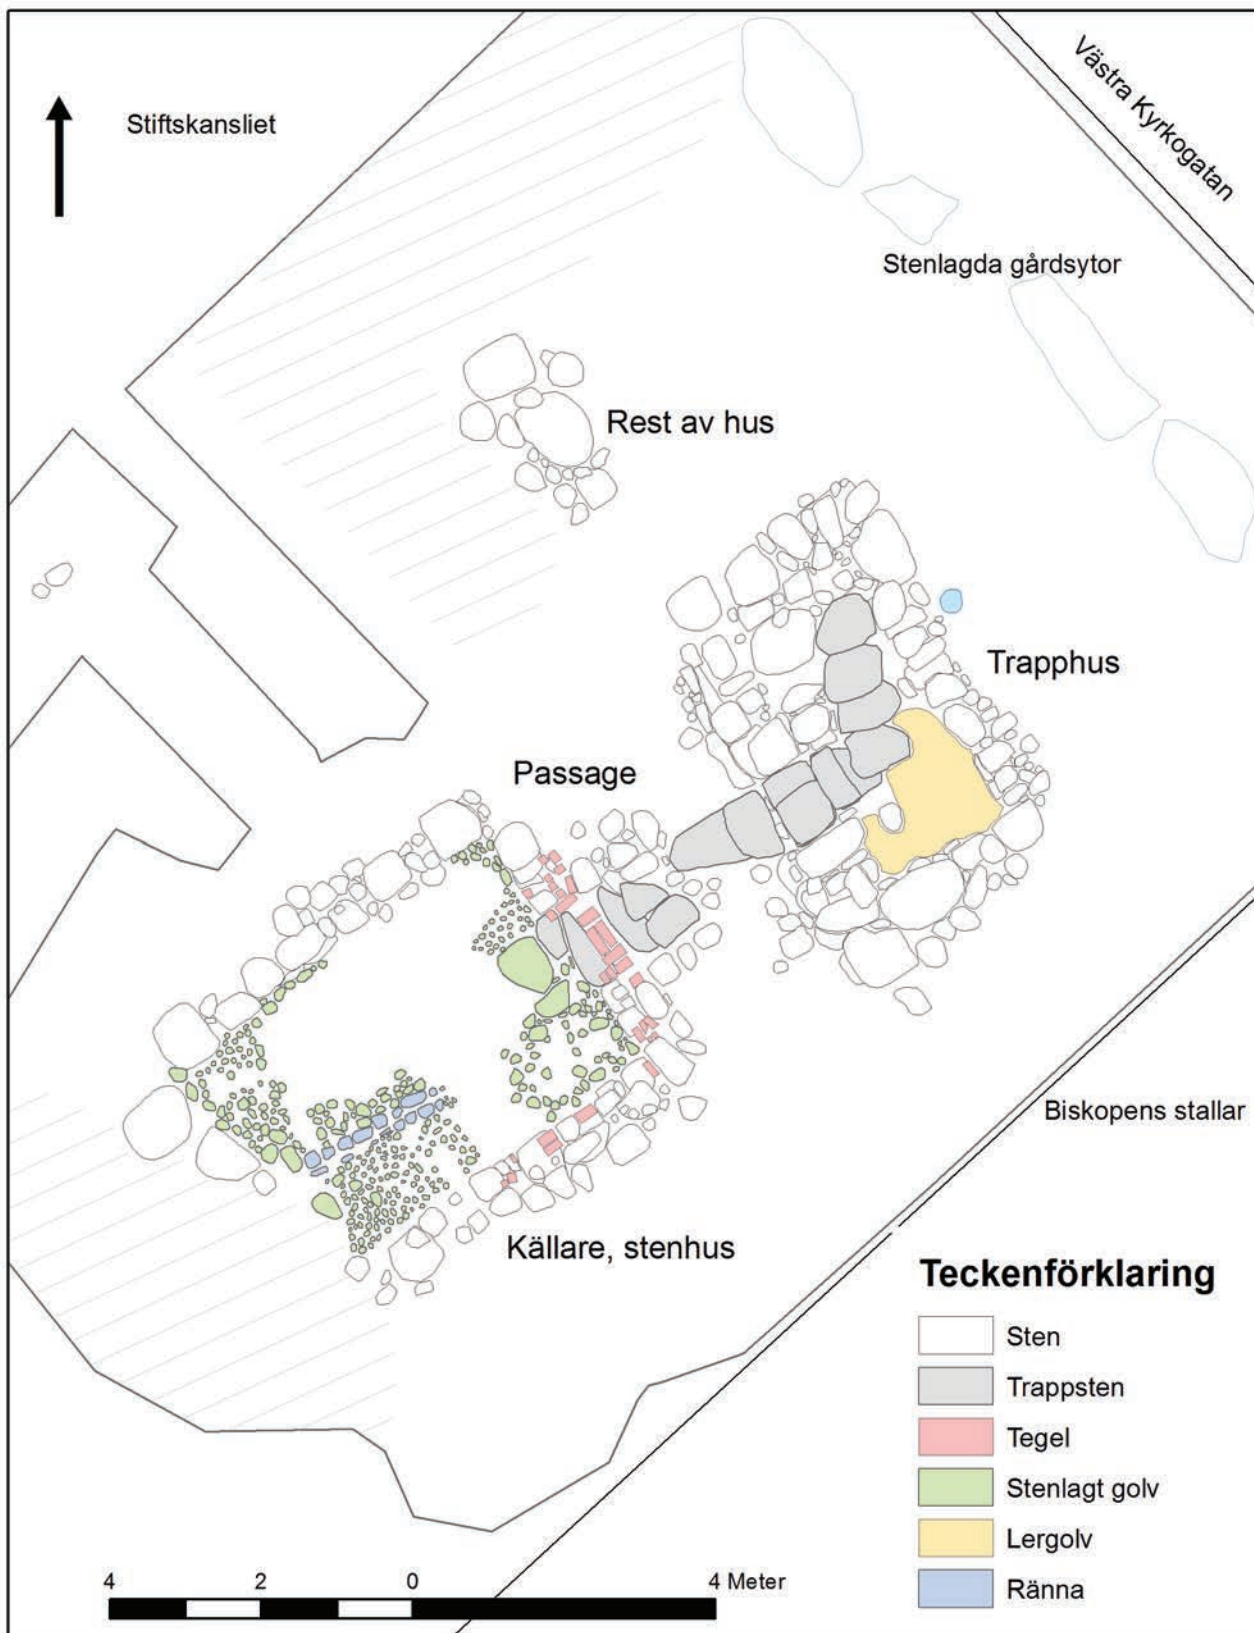 Västra Kyrkogatan
Stiftskansliet
Stenlagda gårdsytor
Rest av hus
Trapphus
Passage
Biskopens stallar
Källare, stenhus
Teckenförklaring
Sten
Trappsten
Tegel
Stenlagt golv
Lergolv
Ränna
4 2 0 4 Meter